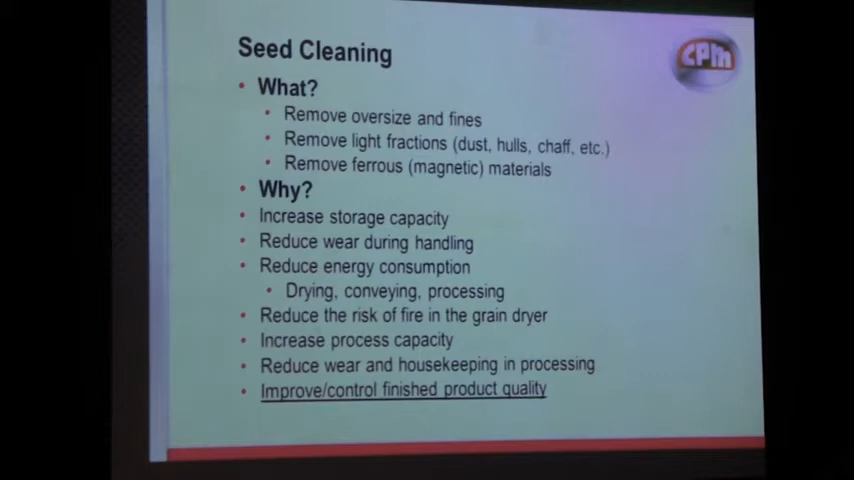 Seed Cleaning
CPM
• What?
• Remove oversize and fines
• Remove light fractions (dust, hulls, chaff, etc.)
• Remove ferrous (magnetic) materials
• Why?
• Increase storage capacity
• Reduce wear during handling
• Reduce energy consumption
• Drying, conveying, processing
• Reduce the risk of fire in the grain dryer
• Increase process capacity
• Reduce wear and housekeeping in processing
• Improve/control finished product quality